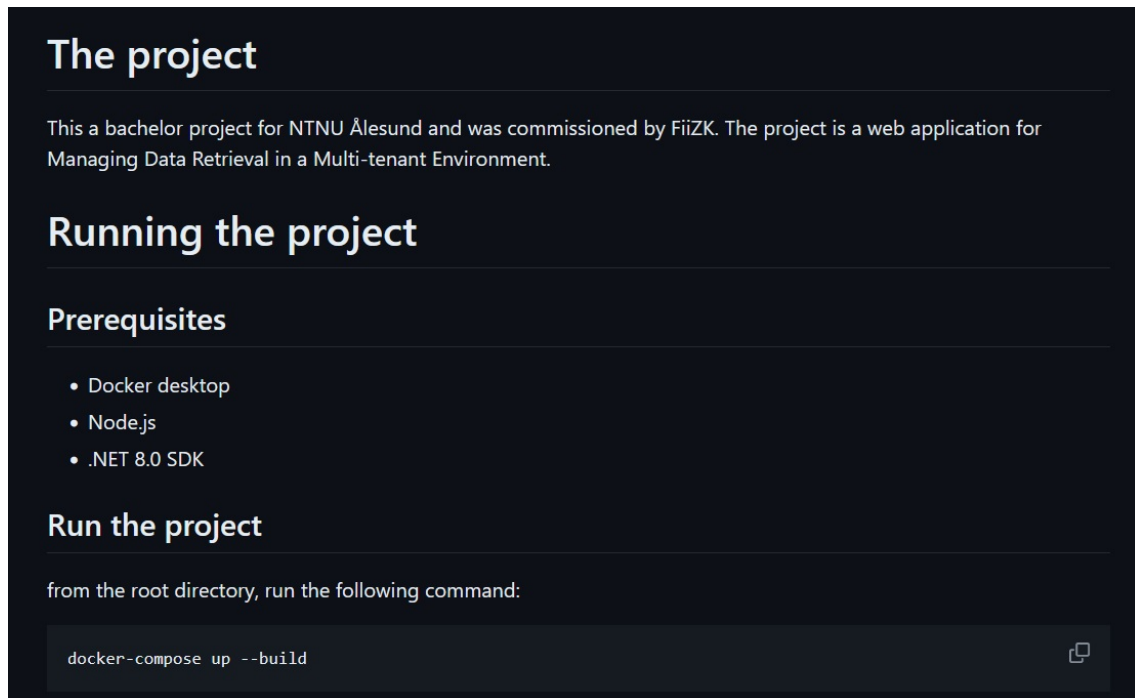 The project
This a bachelor project for NTNU Ålesund and was commissioned by FiiZK. The project is a web application for
Managing Data Retrieval in a Multi-tenant Environment.
Running the project
Prerequisites
• Docker desktop
• Node.js
• .NET 8.0 SDK
Run the project
from the root directory, run the following command:
docker-compose up --build